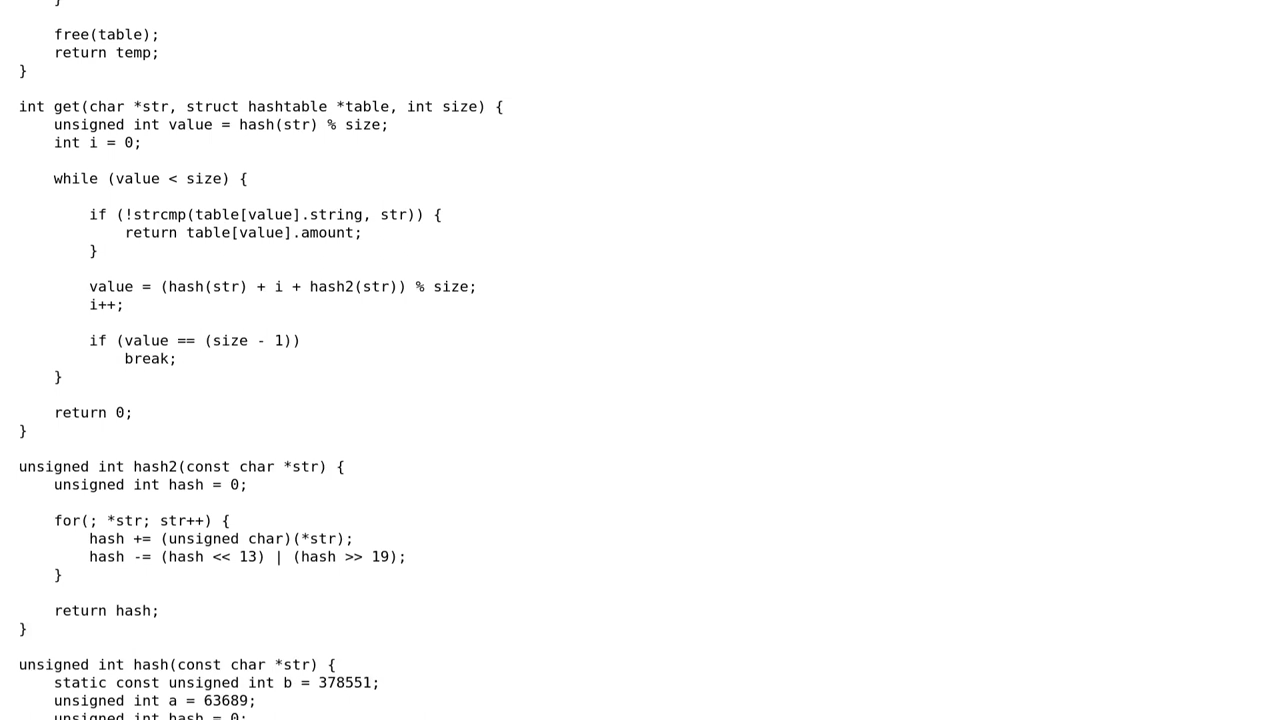 }
    free(table);
    return temp;
}
int get(char *str, struct hashtable *table, int size) {
    unsigned int value = hash(str) % size;
    int i = 0;
    while (value < size) {
        if (!strcmp(table[value].string, str)) {
            return table[value].amount;
        }
        value = (hash(str) + i + hash2(str)) % size;
        i++;
        if (value == (size - 1))
            break;
    }
    return 0;
}
unsigned int hash2(const char *str) {
    unsigned int hash = 0;
    for(; *str; str++) {
        hash += (unsigned char)(*str);
        hash -= (hash << 13) | (hash >> 19);
    }
    return hash;
}
unsigned int hash(const char *str) {
    static const unsigned int b = 378551;
    unsigned int a = 63689;
    unsigned int hash = 0;